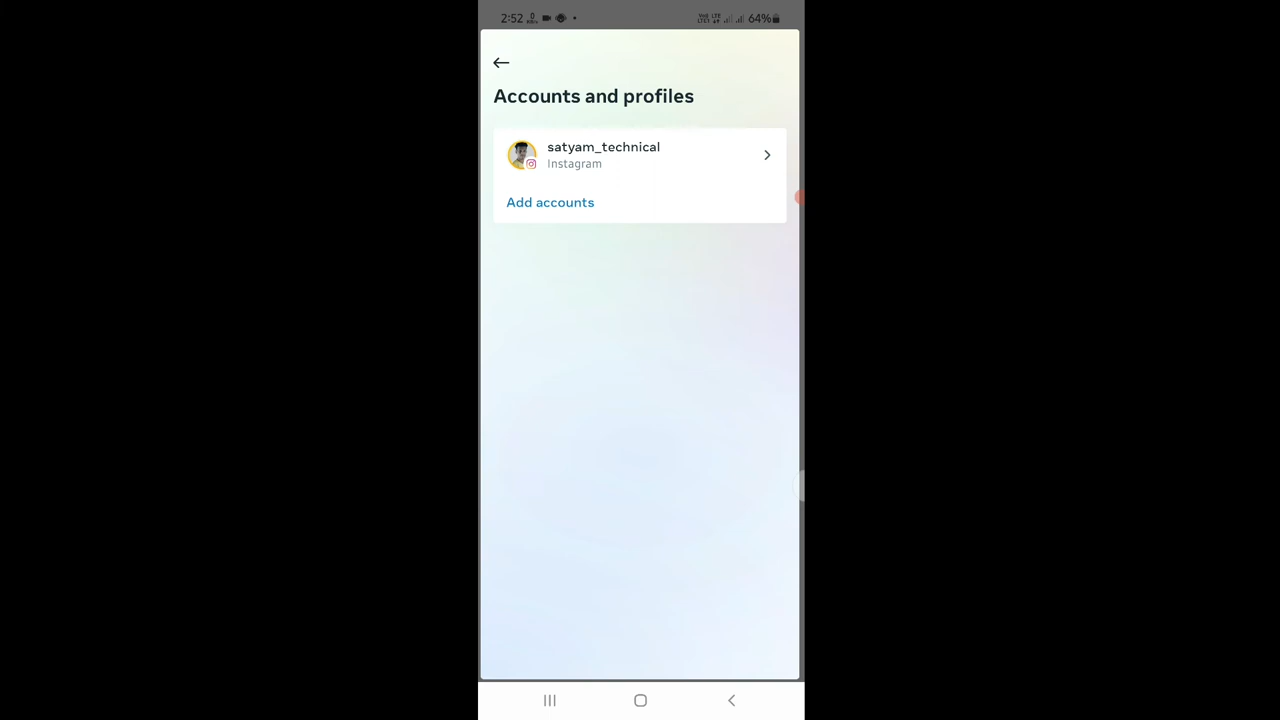 2:52
64%
Accounts and profiles
satyam_technical
Instagram
Add accounts